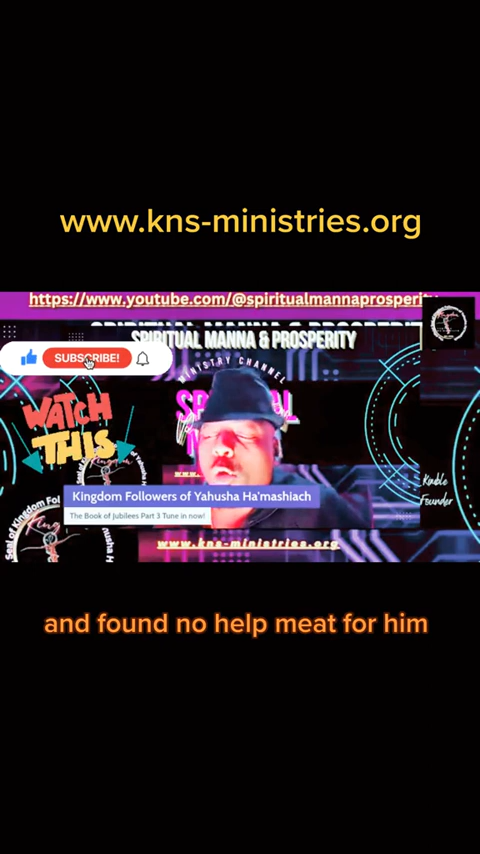 www.kns-ministries.org
https://www.youtube.com/@spiritualmannaprosperity
SPIRITUAL MANNA & PROSPERITY
SUBSCRIBE!
MINISTRY CHANNEL
WATCH
THIS
Kingdom Followers of Yahusha Ha'mashiach
The Book of Jubilees Part 3 Tune in now!
Founder
www.kns-ministries.org
and found no help meat for him